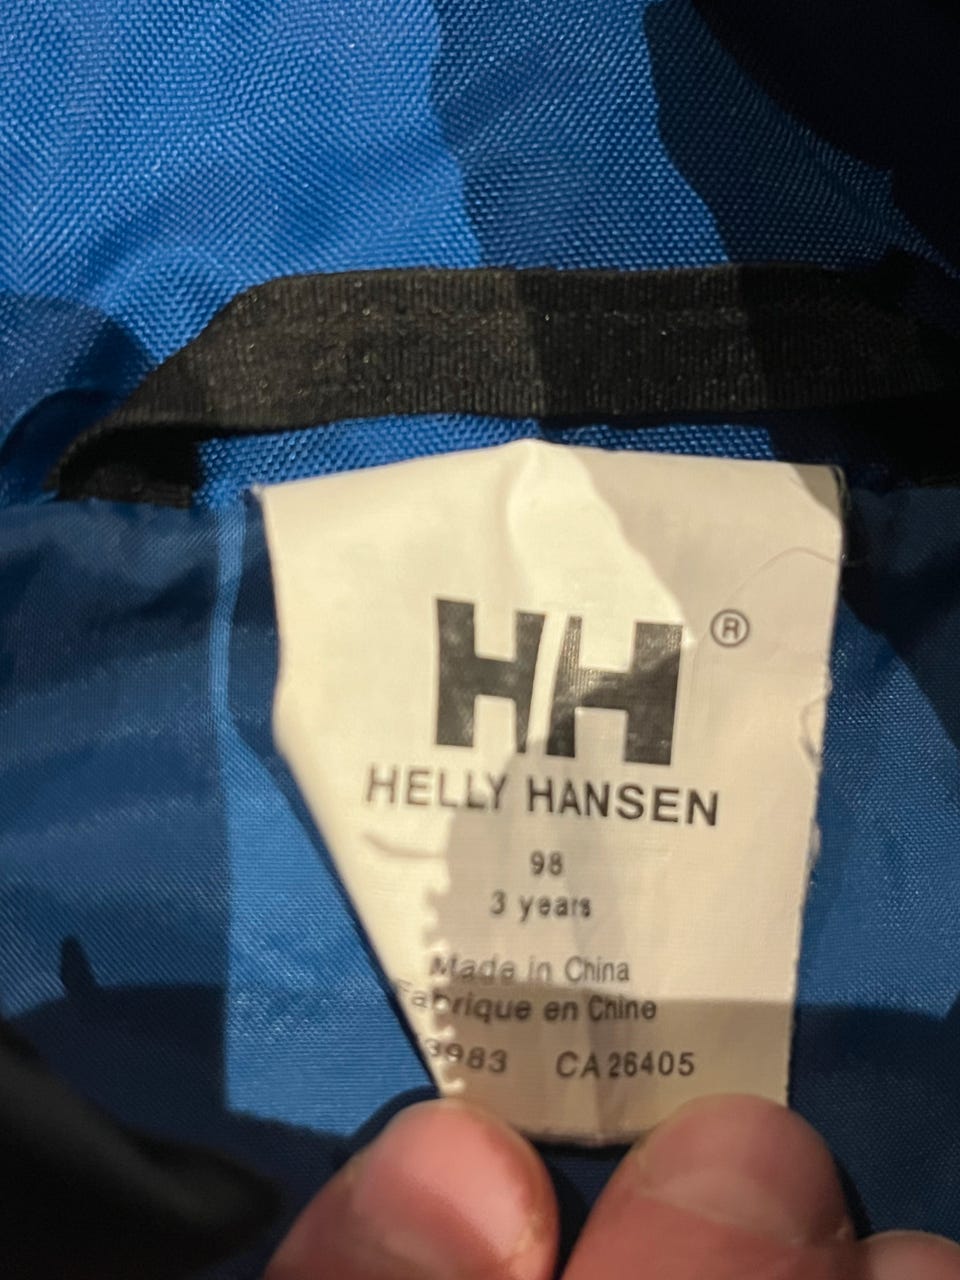 HH ®
HELLY HANSEN
98
3 years
Made in China
Fabrique en Chine
CA 26405